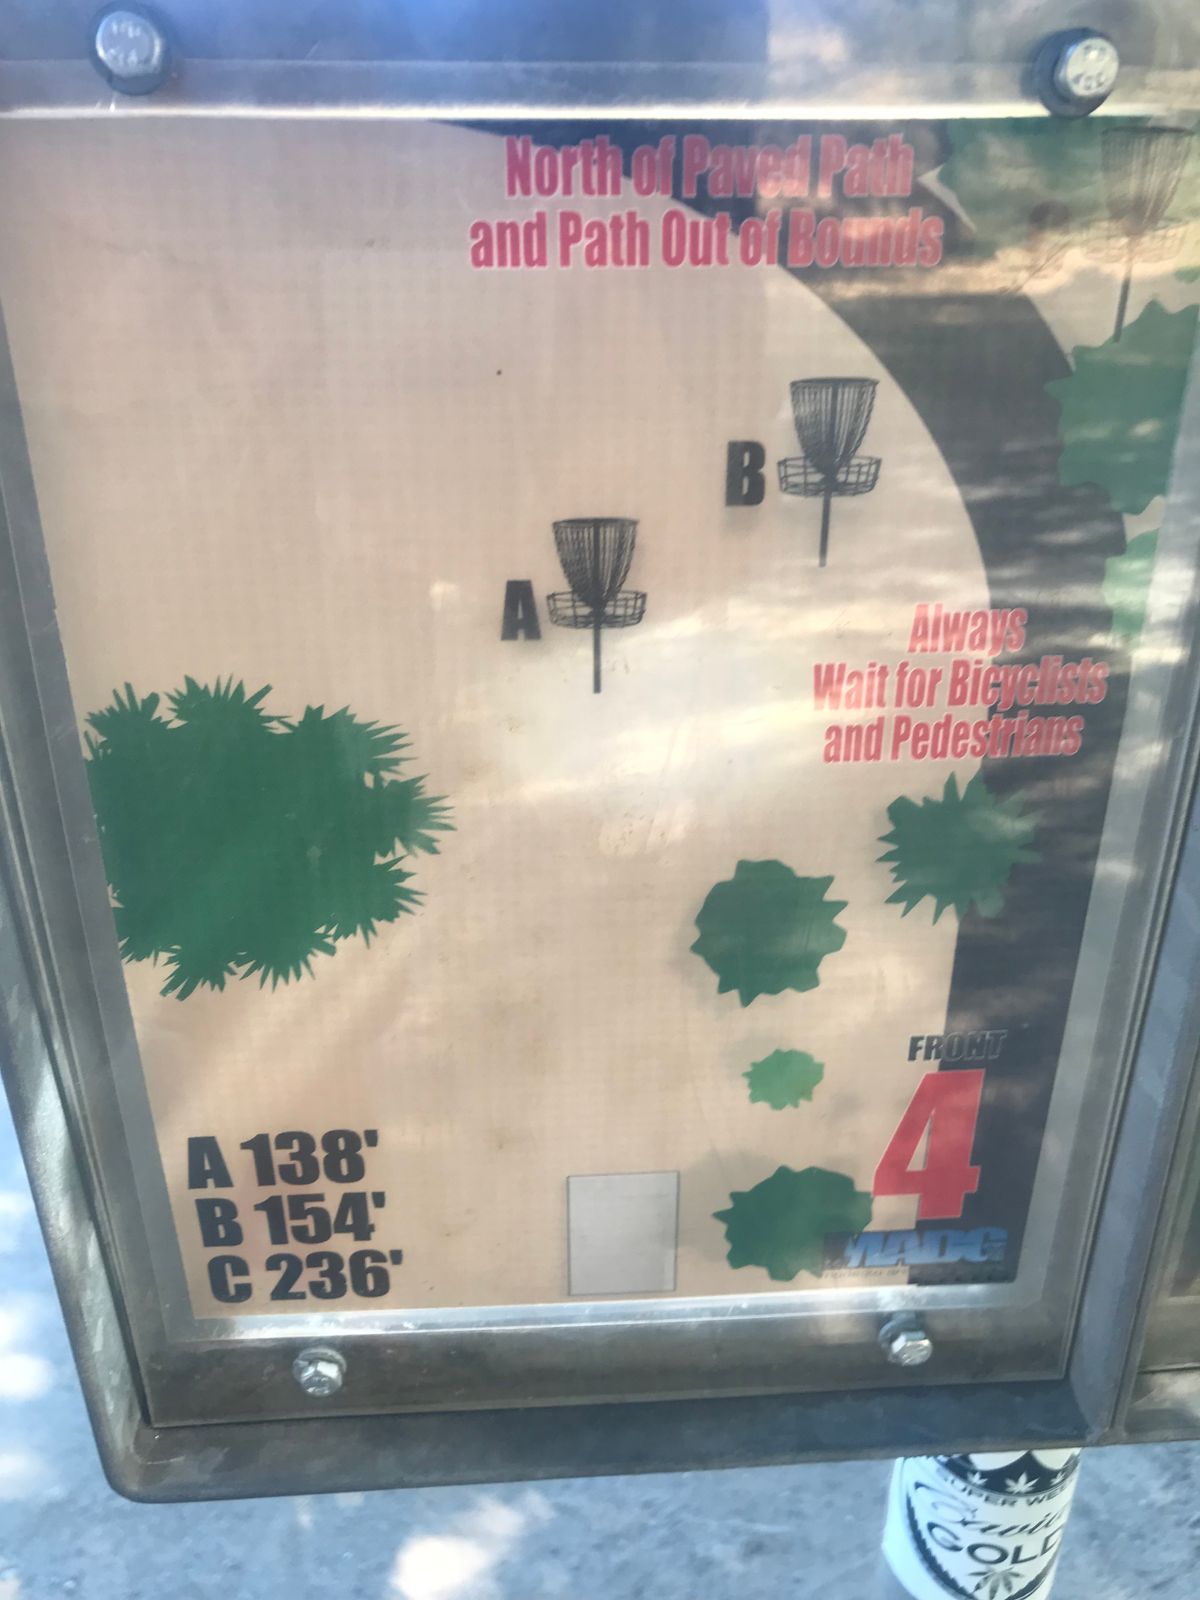 North of Paved Path
and Path Out of Bounds
B
A
Always
Wait for Bicyclists
and Pedestrians
FRONT
4
A 138'
B 154'
C 236'
MADG
SUPER
GOLD